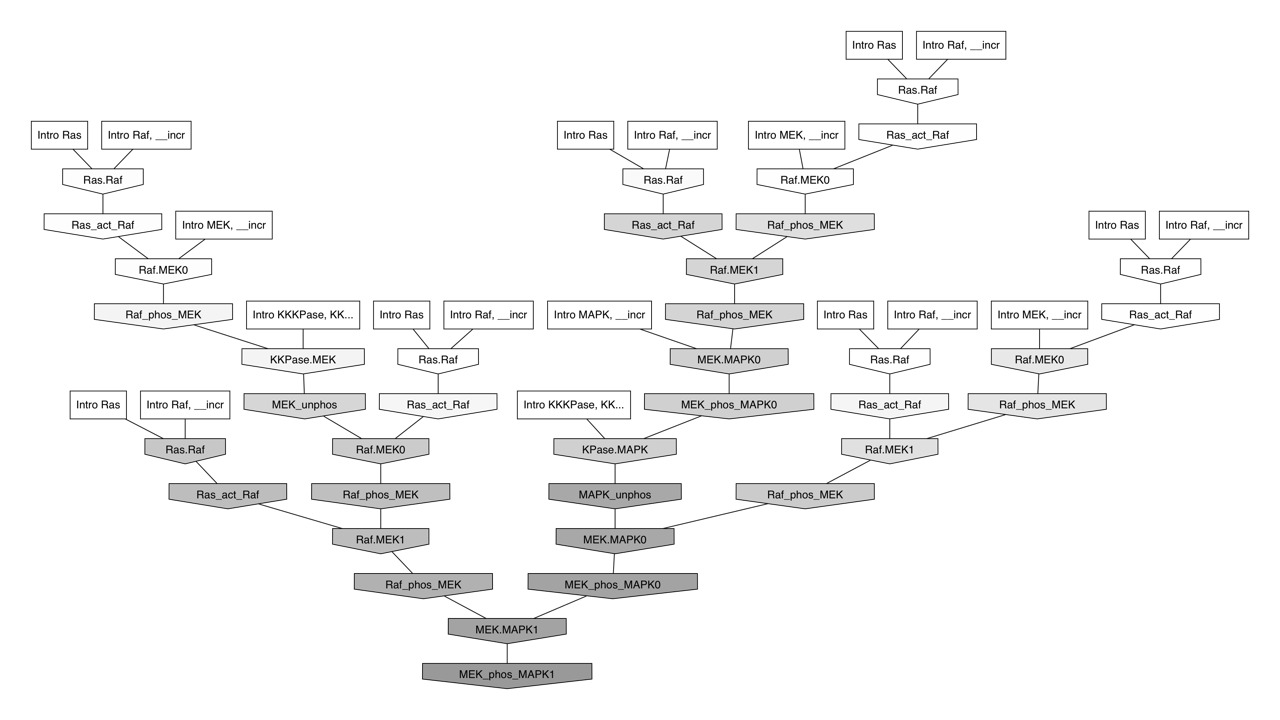 Intro Ras
Intro Raf, __incr
Ras.Raf
Intro Ras
Intro Raf, __incr
Intro Ras
Intro Raf, __incr
Intro MEK, __incr
Ras_act_Raf
Ras.Raf
Ras.Raf
Raf.MEK0
Ras_act_Raf
Intro MEK, __incr
Ras_act_Raf
Raf_phos_MEK
Intro Ras
Intro Raf, __incr
Raf.MEK0
Raf.MEK1
Ras.Raf
Raf_phos_MEK
Intro KKKPase, KK...
Intro Ras
Intro Raf, __incr
Intro MAPK, __incr
Raf_phos_MEK
Intro Ras
Intro Raf, __incr
Intro MEK, __incr
Ras_act_Raf
KKPase.MEK
Ras.Raf
MEK.MAPK0
Ras.Raf
Raf.MEK0
Intro Ras
Intro Raf, __incr
MEK_unphos
Ras_act_Raf
Intro KKKPase, KK...
MEK_phos_MAPK0
Ras_act_Raf
Raf_phos_MEK
Ras.Raf
Raf.MEK0
KPase.MAPK
Raf.MEK1
Ras_act_Raf
Raf_phos_MEK
MAPK_unphos
Raf_phos_MEK
Raf.MEK1
MEK.MAPK0
Raf_phos_MEK
MEK_phos_MAPK0
MEK.MAPK1
MEK_phos_MAPK1